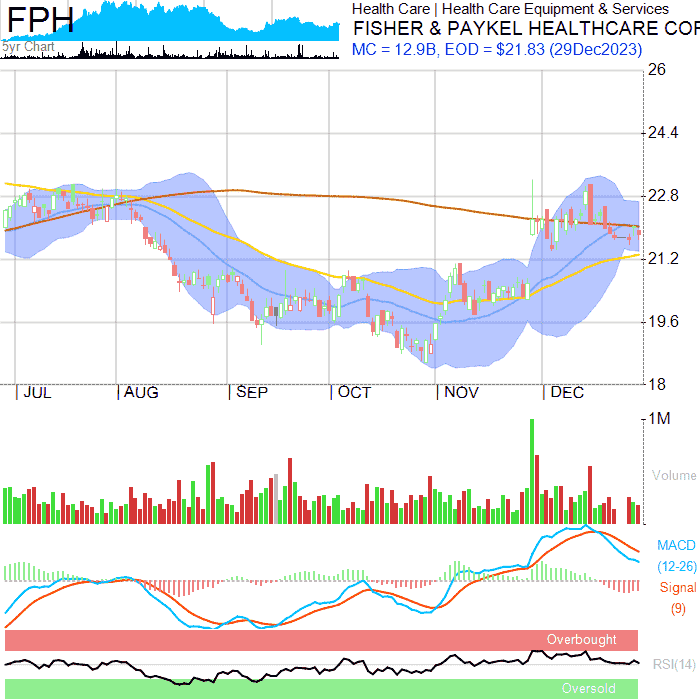 FPH
5yr Chart
Health Care | Health Care Equipment & Services
FISHER & PAYKEL HEALTHCARE COR
MC = 12.9B, EOD = $21.83 (29Dec2023)
26
24.4
22.8
21.2
19.6
18
| JUL | AUG | SEP | OCT | NOV | DEC
1M
Volume
MACD
(12-26)
Signal
(9)
Overbought
RSI(14)
Oversold